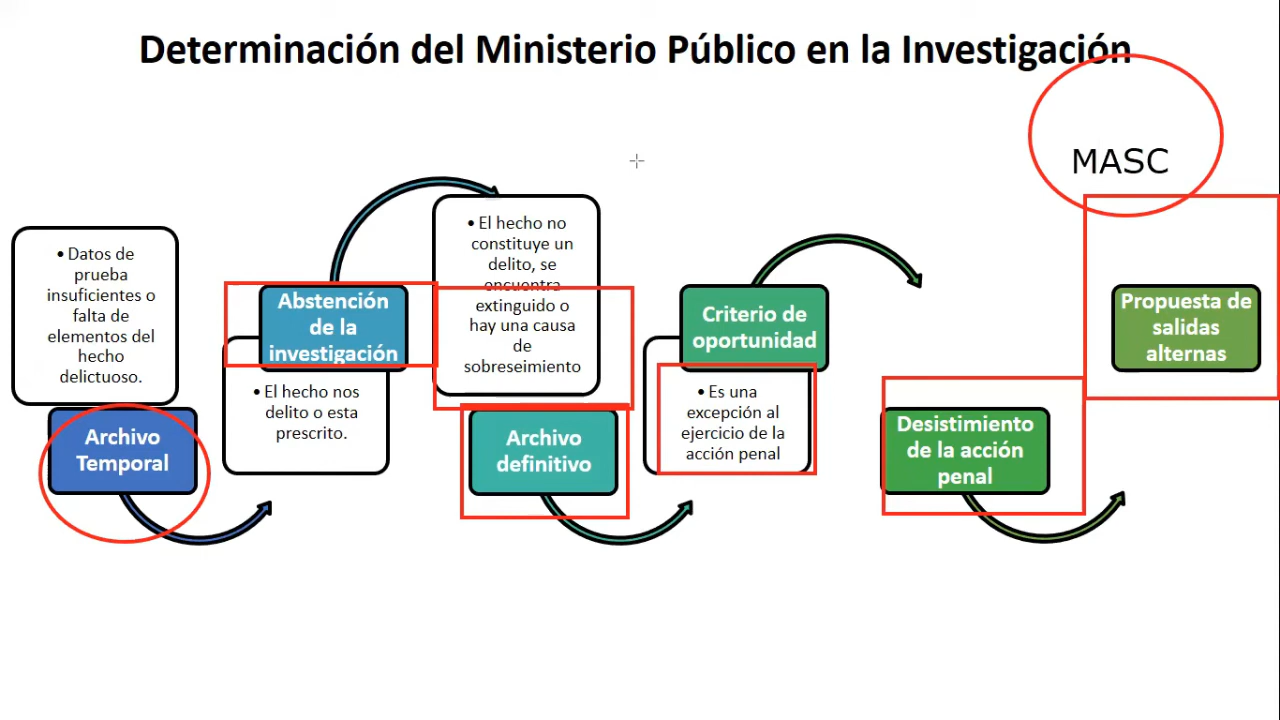 Determinación del Ministerio Público en la Investigación
MASC
• Datos de
prueba
insuficientes o
falta de
elementos del
hecho
delictuoso.
Archivo
Temporal
Abstención
de la
investigación
• El hecho nos
delito o esta
prescrito.
• El hecho no
constituye un
delito, se
encuentra
extinguido o
hay una causa
de
sobreseimiento
Archivo
definitivo
Criterio de
oportunidad
• Es una
excepción al
ejercicio de la
acción penal
Desistimiento
de la acción
penal
Propuesta de
salidas
alternas